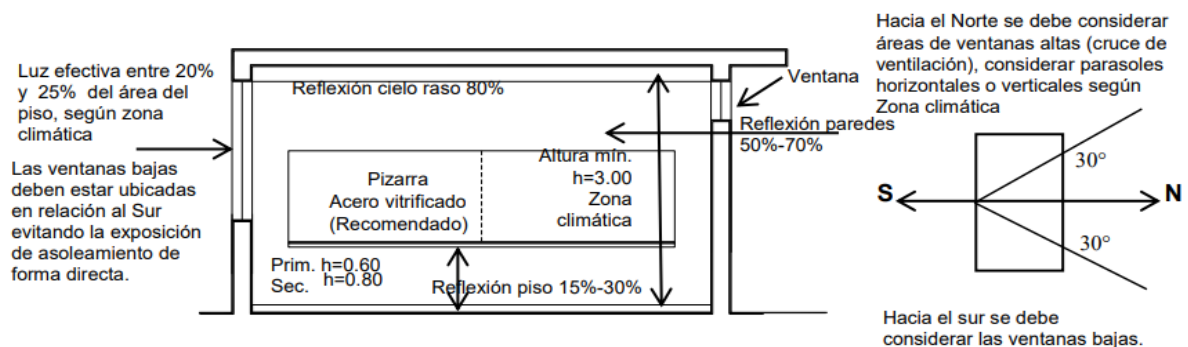 Luz efectiva entre 20%
y 25% del área del
piso, según zona
climática
Las ventanas bajas
deben estar ubicadas
en relación al Sur
evitando la exposición
de asoleamiento de
forma directa.
Reflexión cielo raso 80%
Pizarra
Acero vitrificado
(Recomendado)
Altura mín.
h=3.00
Zona
climática
Prim. h=0.60
Sec. h=0.80
Reflexión piso 15%-30%
Ventana
Reflexión paredes
50%-70%
Hacia el Norte se debe considerar
áreas de ventanas altas (cruce de
ventilación), considerar parasoles
horizontales o verticales según
Zona climática
30°
S
N
30°
Hacia el sur se debe
considerar las ventanas bajas.